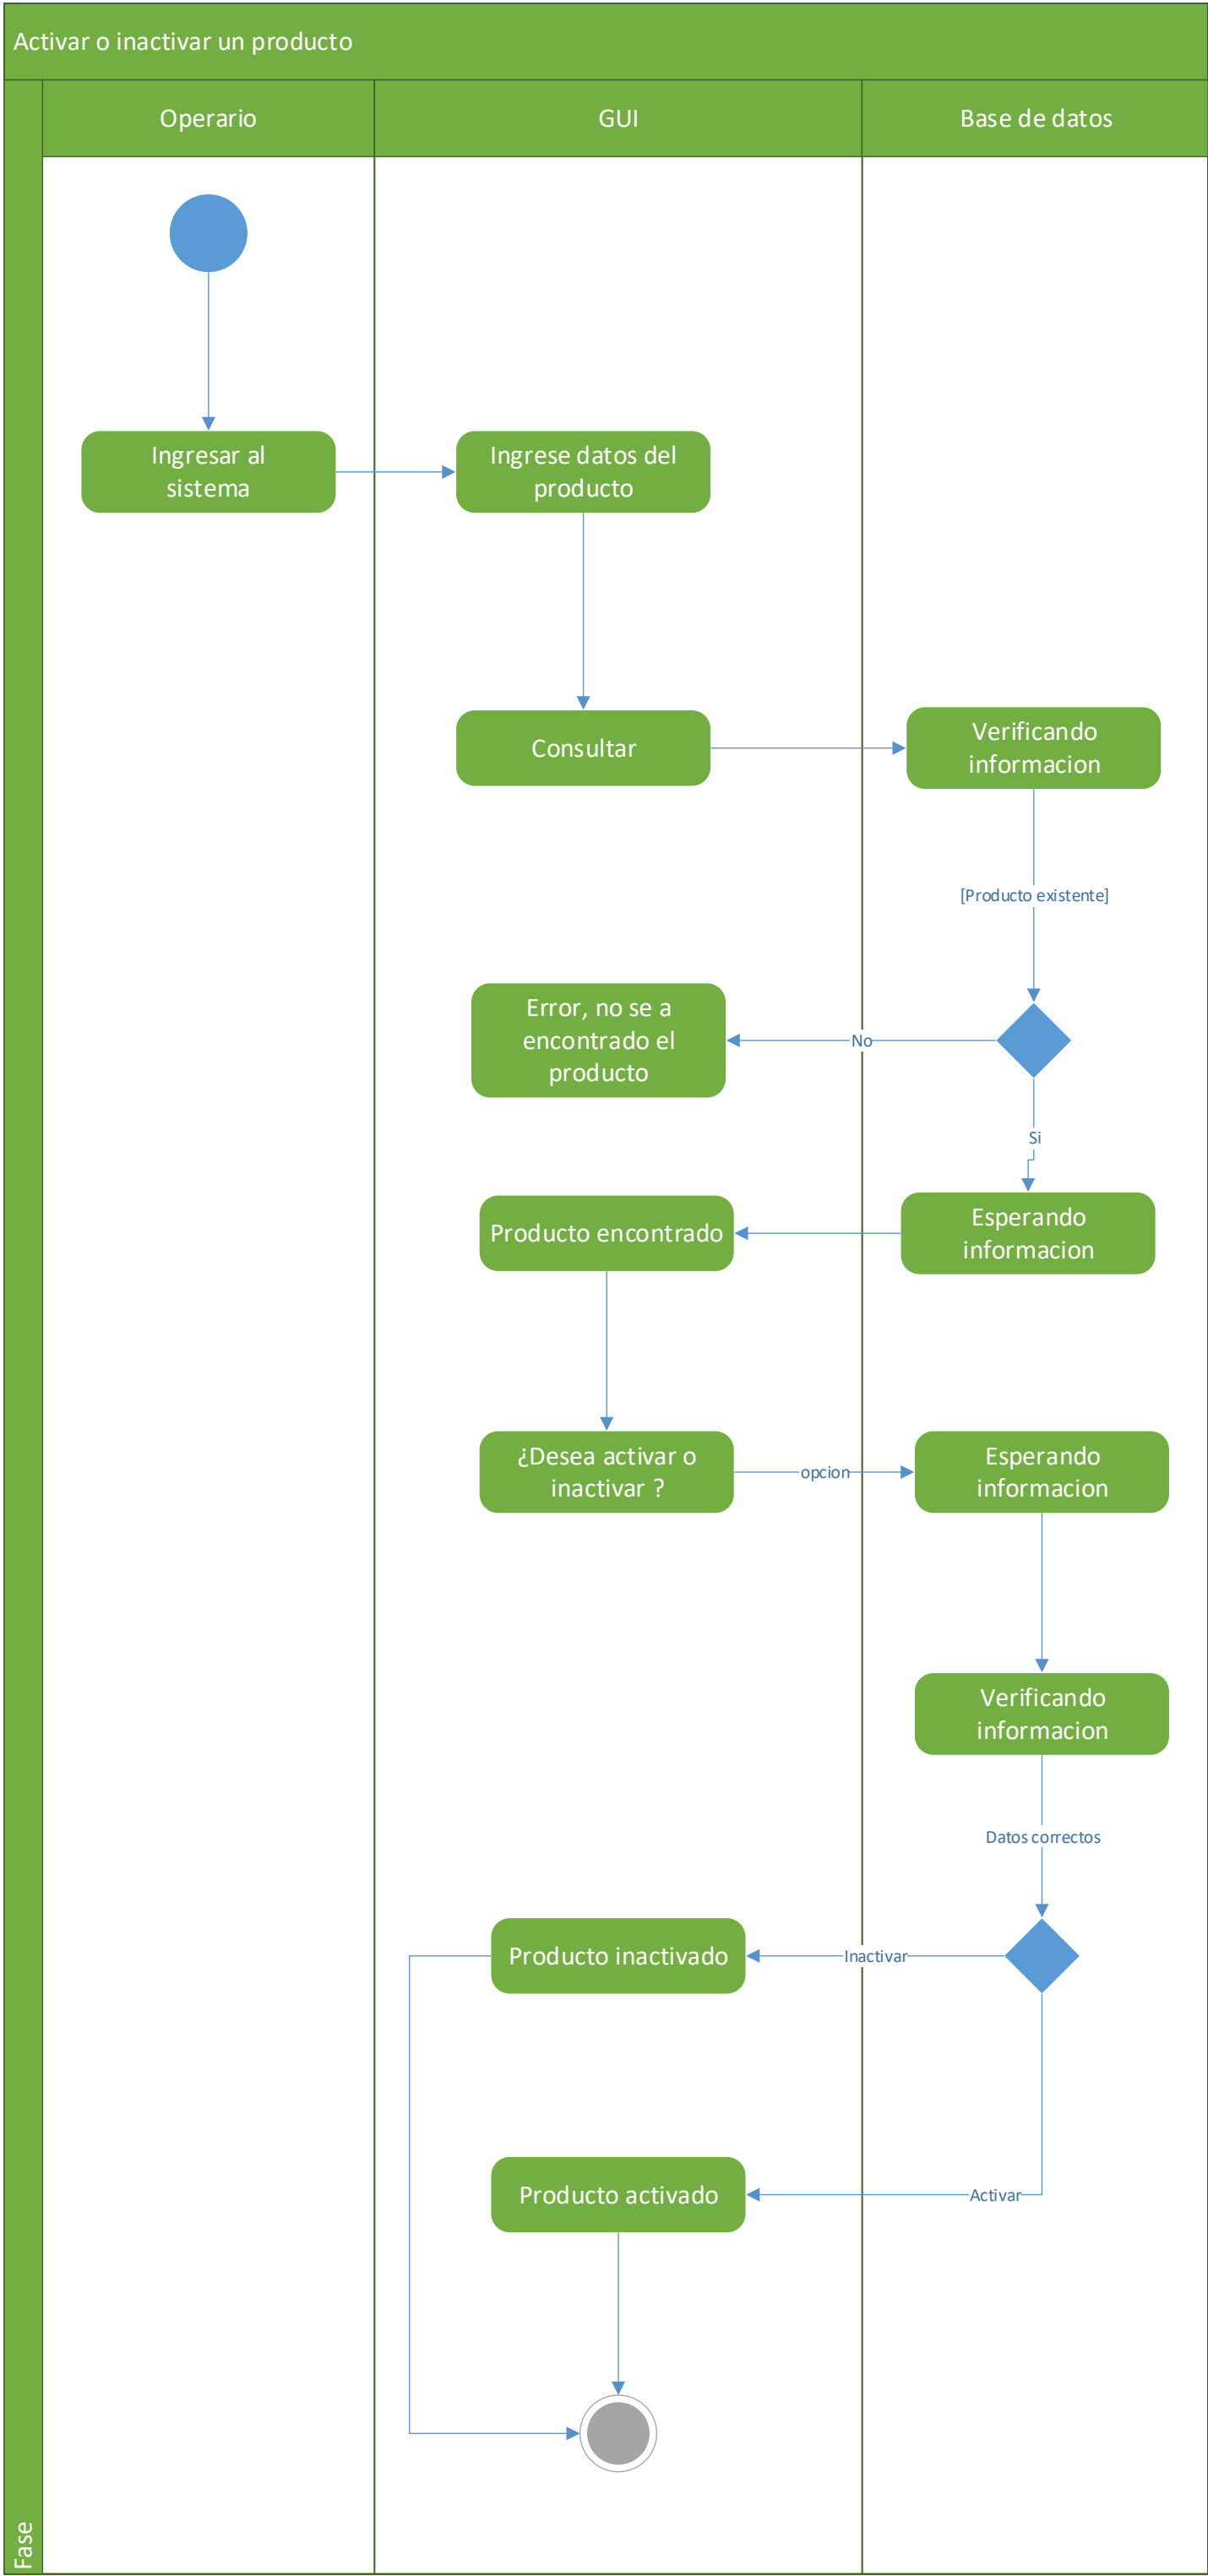 Activar o inactivar un producto
Operario
GUI
Base de datos
Ingresar al
sistema
Ingrese datos del
producto
Consultar
Verificando
informacion
[Producto existente]
Error, no se a
encontrado el
producto
No
Si
Producto encontrado
Esperando
informacion
¿Desea activar o
inactivar ?
opcion
Esperando
informacion
Verificando
informacion
Datos correctos
Producto inactivado
Inactivar
Producto activado
Activar
Fase